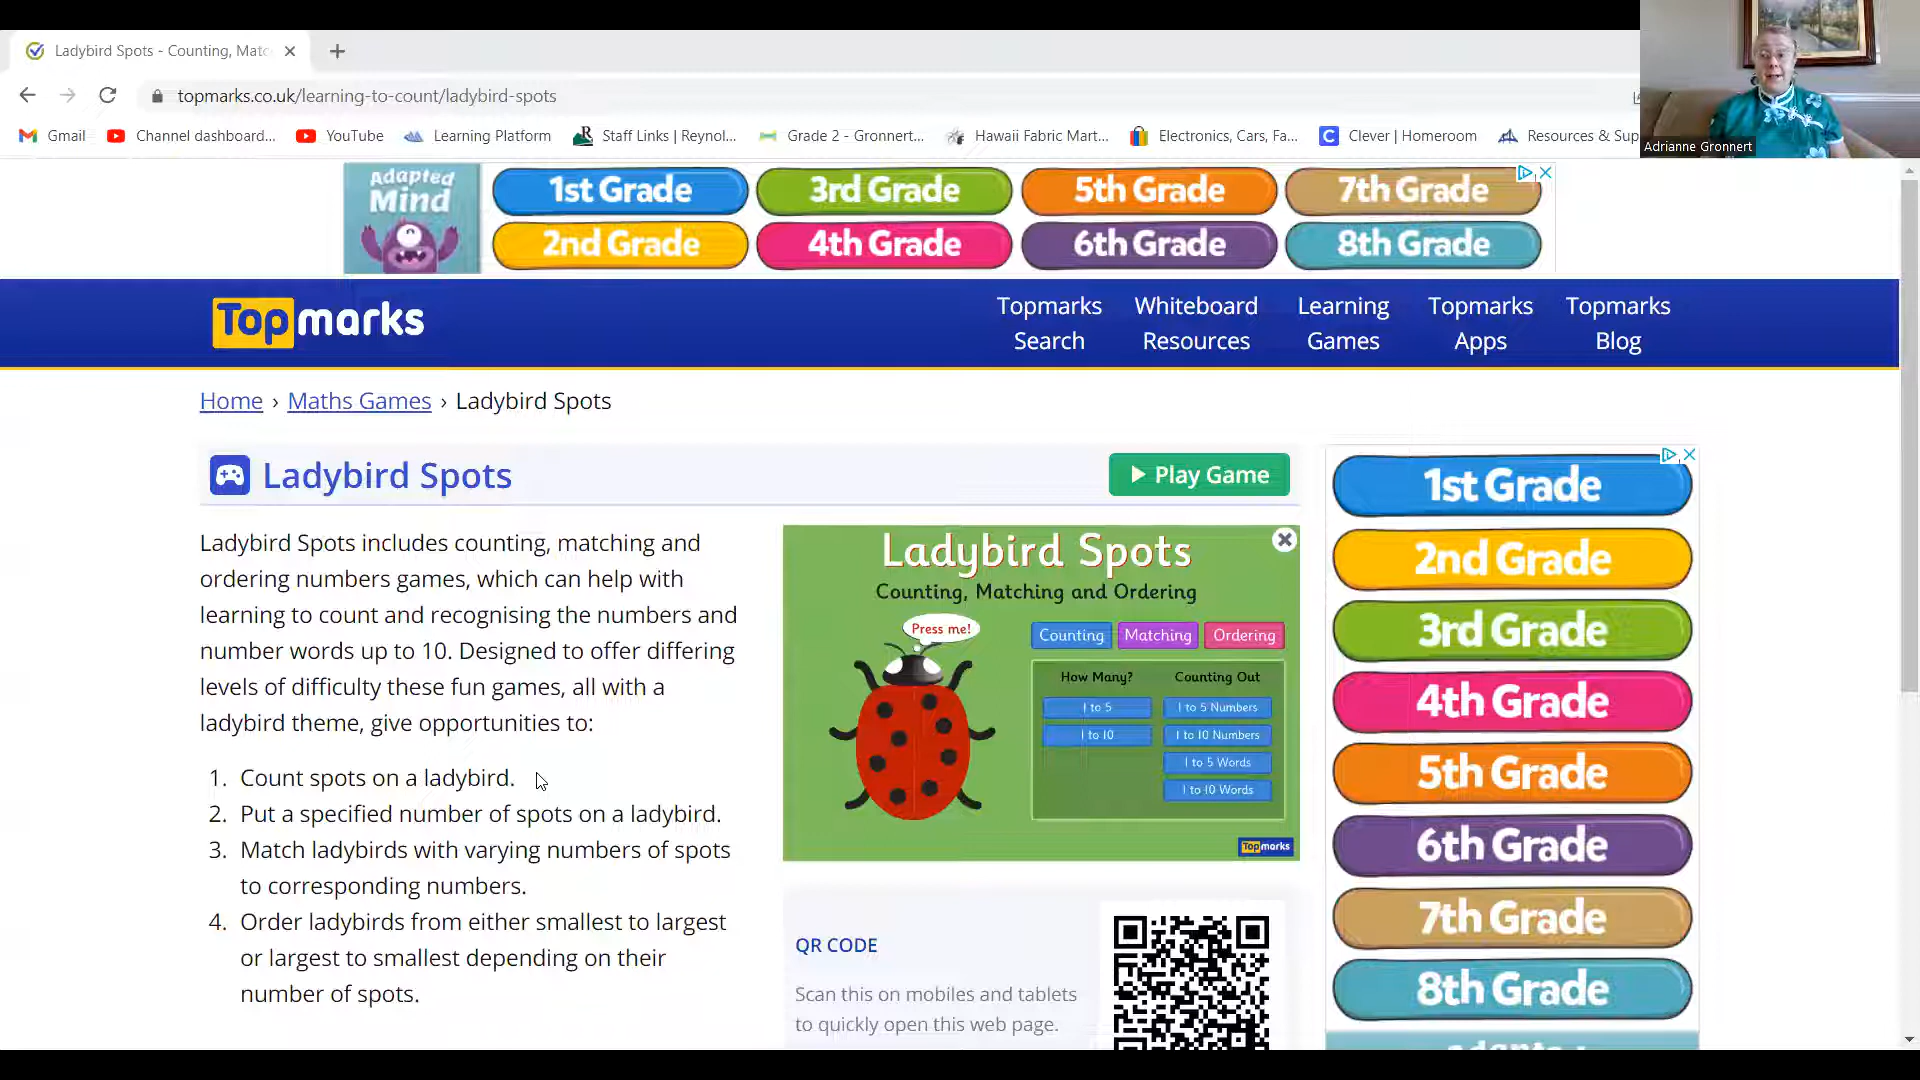 Ladybird Spots - Counting, Matc
topmarks.co.uk/learning-to-count/ladybird-spots
Gmail
Channel dashboard...
YouTube
Learning Platform
Staff Links | Reynol...
Grade 2 - Gronnert...
Hawaii Fabric Mart...
Electronics, Cars, Fa...
Clever | Homeroom
Resources & Sup
Adrianne Gronnert
Adapted
Mind
1st Grade
3rd Grade
5th Grade
7th Grade
2nd Grade
4th Grade
6th Grade
8th Grade
Topmarks
Topmarks
Search
Whiteboard
Resources
Learning
Games
Topmarks
Apps
Topmarks
Blog
Home › Maths Games › Ladybird Spots
Ladybird Spots
Play Game
Ladybird Spots includes counting, matching and
ordering numbers games, which can help with
learning to count and recognising the numbers and
number words up to 10. Designed to offer differing
levels of difficulty these fun games, all with a
ladybird theme, give opportunities to:
1. Count spots on a ladybird.
2. Put a specified number of spots on a ladybird.
3. Match ladybirds with varying numbers of spots
to corresponding numbers.
4. Order ladybirds from either smallest to largest
or largest to smallest depending on their
number of spots.
Ladybird Spots
Counting, Matching and Ordering
Press me!
Counting
Matching
Ordering
How Many?
Counting Out
1 to 5
1 to 5 Numbers
1 to 10
1 to 10 Numbers
1 to 5 Words
1 to 10 Words
Topmarks
QR CODE
Scan this on mobiles and tablets
to quickly open this web page.
1st Grade
2nd Grade
3rd Grade
4th Grade
5th Grade
6th Grade
7th Grade
8th Grade